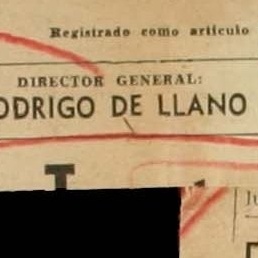 Registrado como artículo
DIRECTOR GENERAL:
ODRIGO DE LLANO